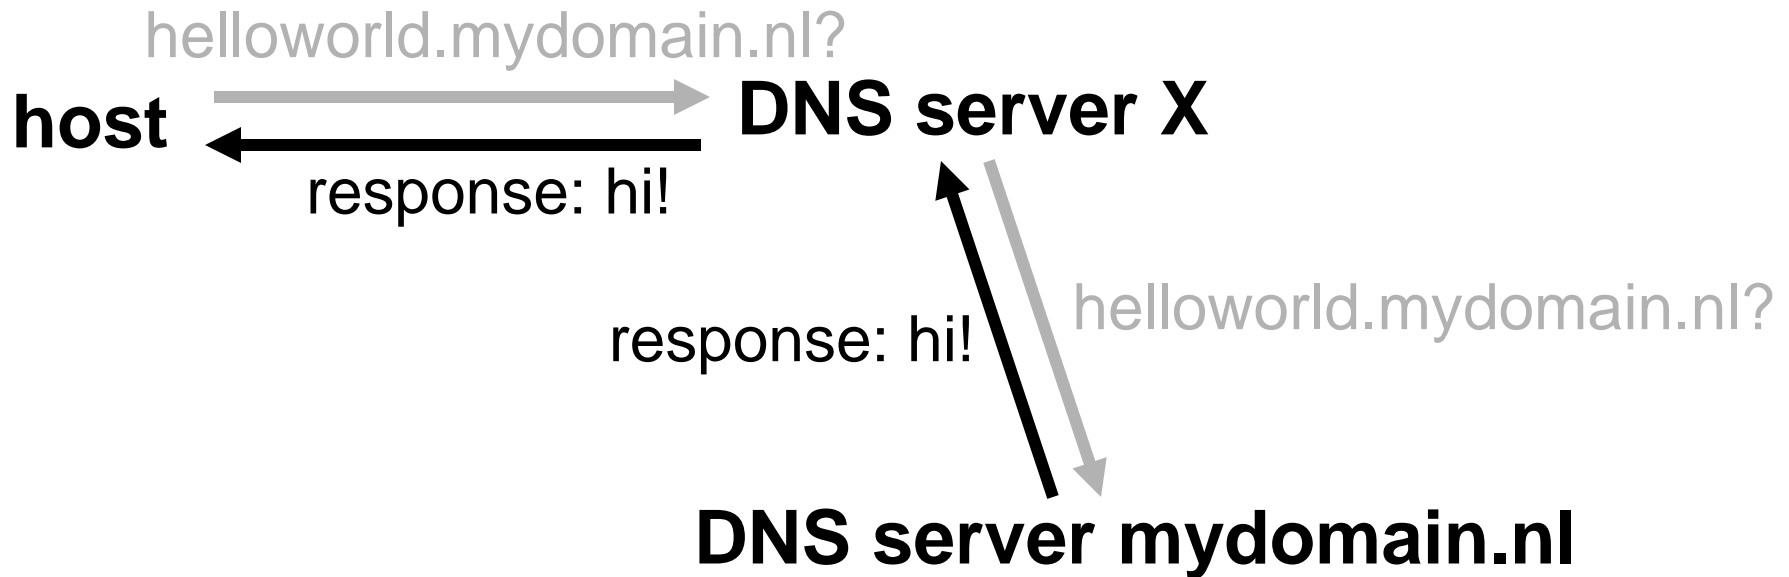 helloworld.mydomain.nl?
host
DNS server X
response: hi!
helloworld.mydomain.nl?
response: hi!
DNS server mydomain.nl